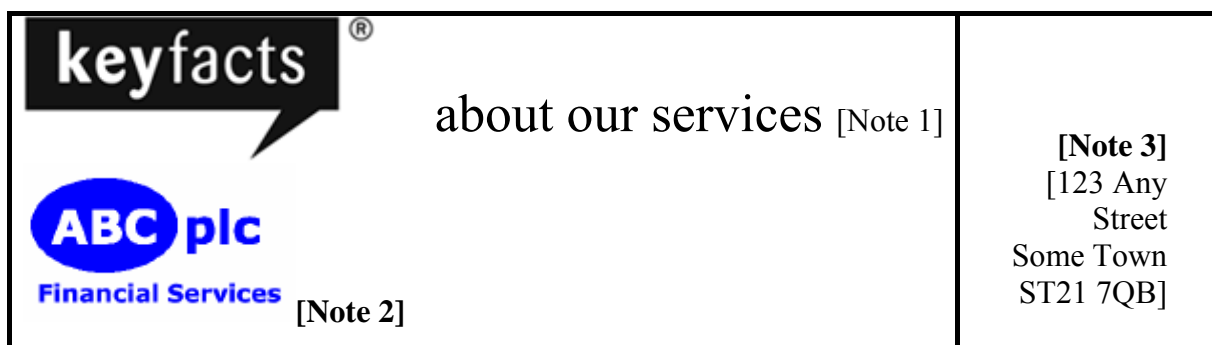 keyfacts®
about our services [Note 1]
ABC plc
Financial Services [Note 2]
[Note 3]
[123 Any
Street
Some Town
ST21 7QB]